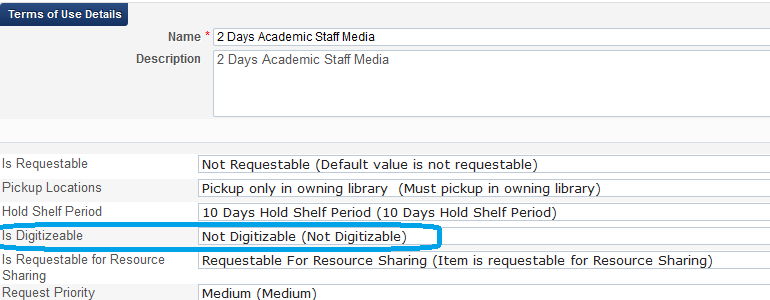 Terms of Use Details
Name * 2 Days Academic Staff Media
Description 2 Days Academic Staff Media
Is Requestable Not Requestable (Default value is not requestable)
Pickup Locations Pickup only in owning library (Must pickup in owning library)
Hold Shelf Period 10 Days Hold Shelf Period (10 Days Hold Shelf Period)
Is Digitizeable Not Digitizable (Not Digitizable)
Is Requestable for Resource Sharing Requestable For Resource Sharing (Item is requestable for Resource Sharing)
Request Priority Medium (Medium)